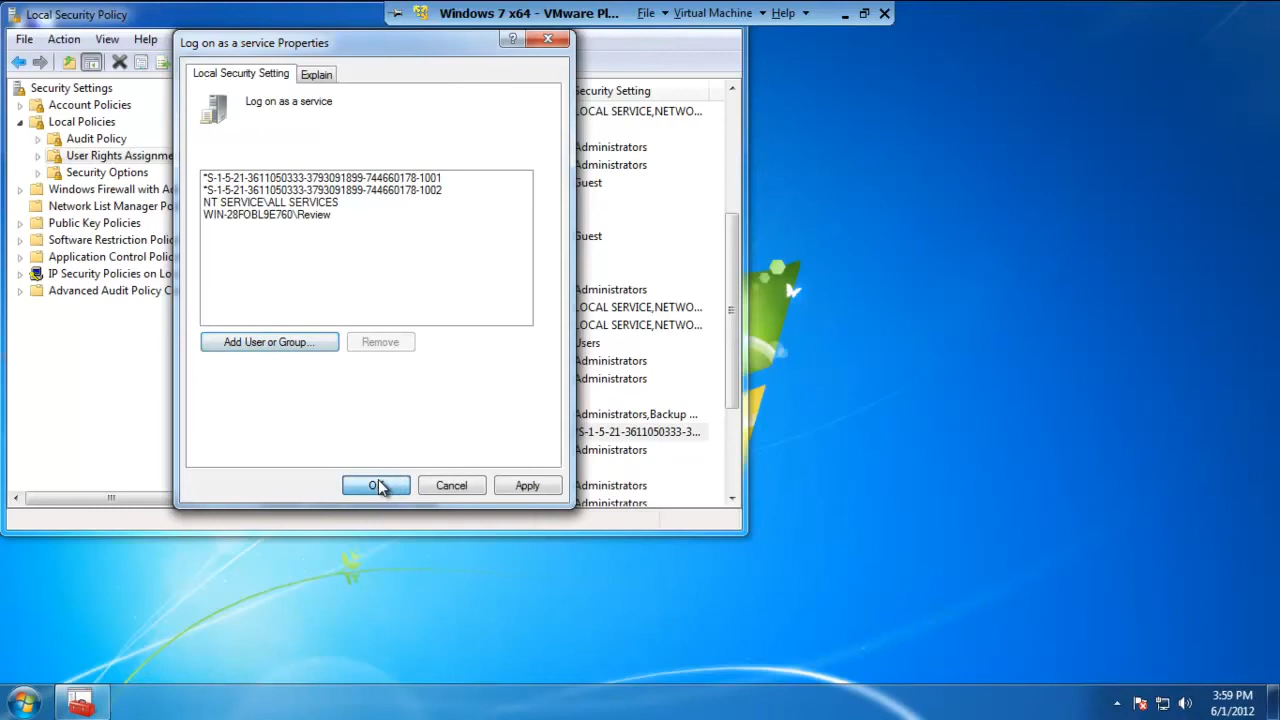 Local Security Policy
Windows 7 x64 - VMware Pl...
File
Virtual Machine
Help
File
Action
View
Help
Security Settings
Account Policies
Local Policies
Audit Policy
User Rights Assignme
Security Options
Windows Firewall with Ad
Network List Manager Po
Public Key Policies
Software Restriction Polic
Application Control Polic
IP Security Policies on Lo
Advanced Audit Policy C
Log on as a service Properties
Local Security Setting
Explain
Log on as a service
*S-1-5-21-3611050333-3793091899-744660178-1001
*S-1-5-21-3611050333-3793091899-744660178-1002
NT SERVICE\ALL SERVICES
WIN-28FOBL9E760\Review
Add User or Group...
Remove
Cancel
Apply
Security Setting
LOCAL SERVICE,NETWO...
Administrators
Administrators
Guest
Guest
Administrators
LOCAL SERVICE,NETWO...
LOCAL SERVICE,NETWO...
Users
Administrators
Administrators
Administrators,Backup ...
*S-1-5-21-3611050333-3...
Administrators
Administrators
Administrators
3:59 PM
6/1/2012